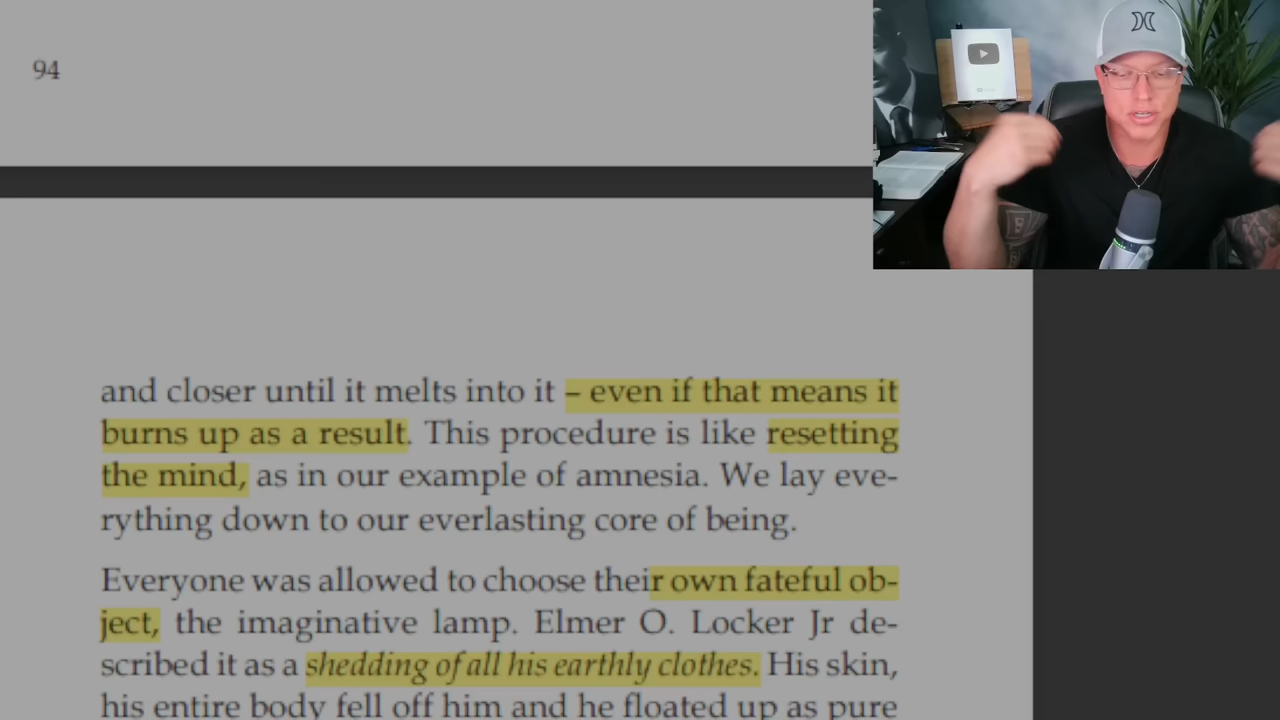 94
and closer until it melts into it – even if that means it
burns up as a result. This procedure is like resetting
the mind, as in our example of amnesia. We lay eve-
rything down to our everlasting core of being.
Everyone was allowed to choose their own fateful ob-
ject, the imaginative lamp. Elmer O. Locker Jr de-
scribed it as a shedding of all his earthly clothes. His skin,
his entire body fell off him and he floated up as pure